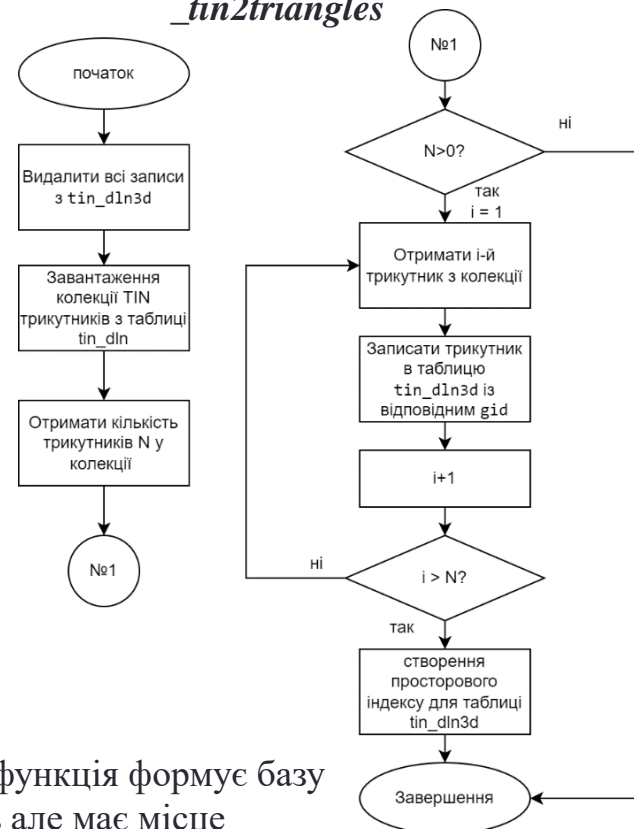 _tin2triangles
початок
Видалити всі записи
з tin_dln3d
Завантаження
колекції TIN
трикутників з таблиці
tin_dln
Отримати кількість
трикутників N у
колекції
№1
№1
N>0?
ні
так
i = 1
Отримати i-й
трикутник з колекції
Записати трикутник
в таблицю
tin_dln3d із
відповідним gid
i+1
i > N?
ні
так
створення
просторового
індексу для таблиці
tin_dln3d
Завершення
функція формує базу
але має місце